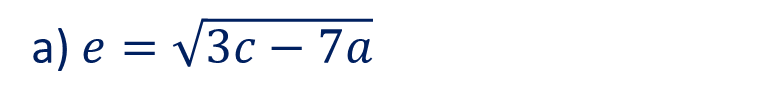 a) e = √3c − 7a